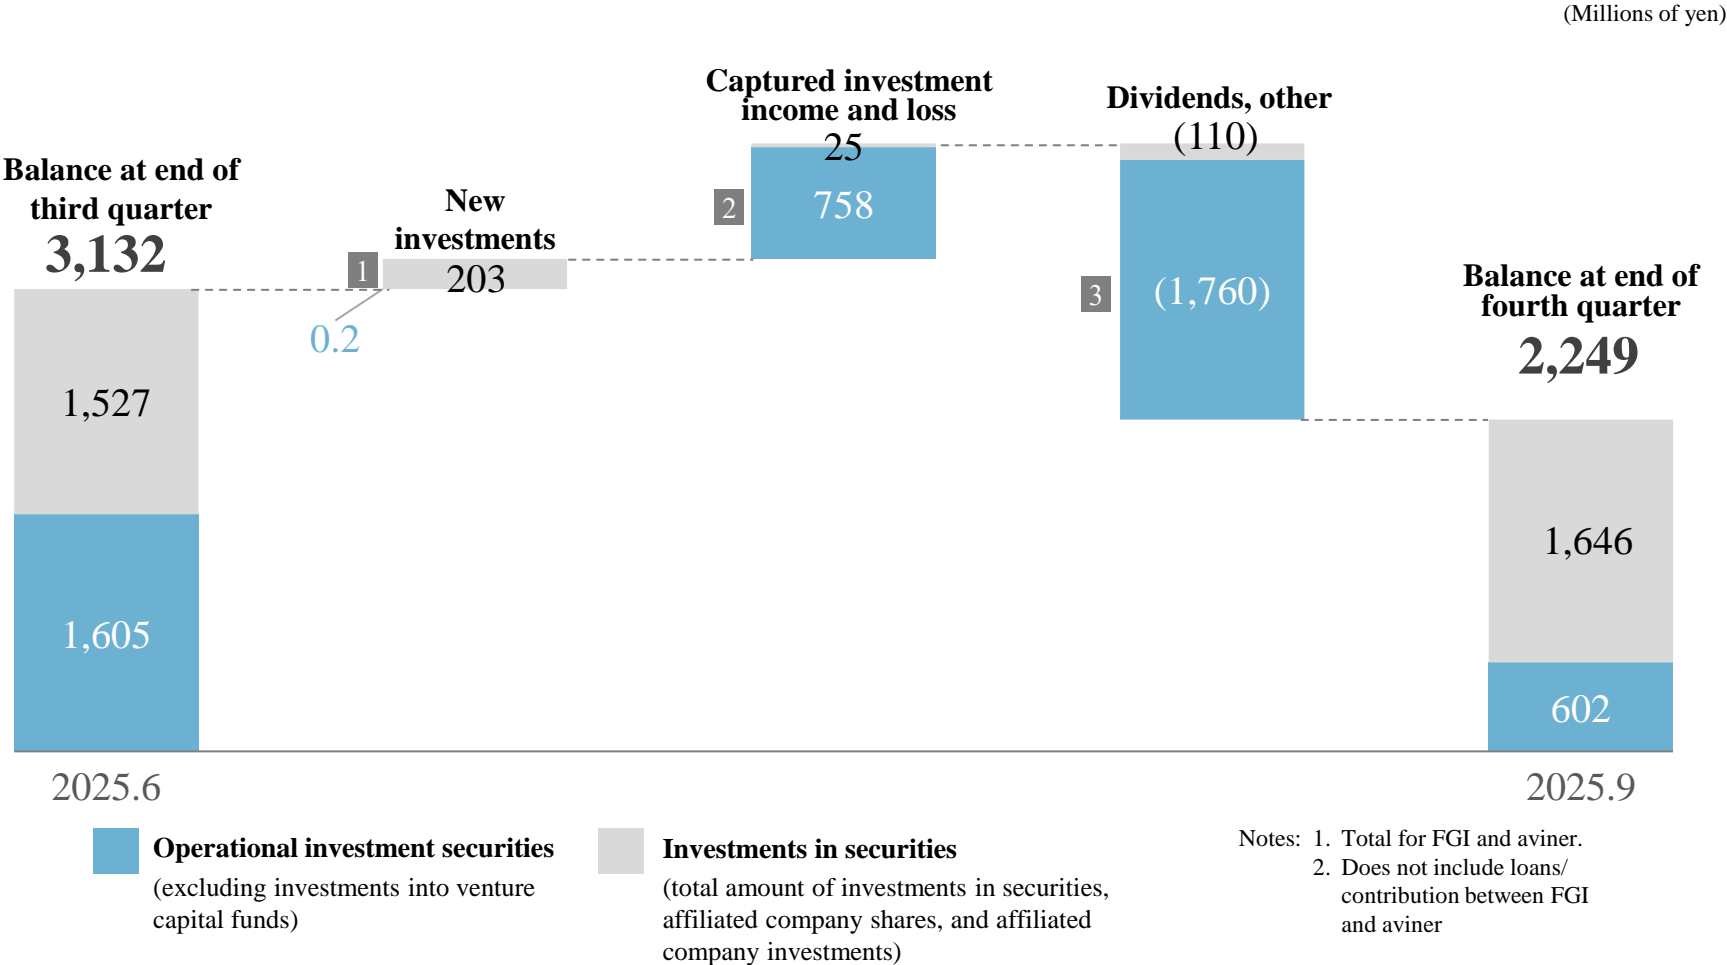 (Millions of yen)
Captured investment
income and loss
25
Dividends, other
(110)
Balance at end of
third quarter
3,132
New
investments
203
1
0.2
2
758
3
(1,760)
Balance at end of
fourth quarter
2,249
1,527
1,605
1,646
602
2025.6
2025.9
Operational investment securities
(excluding investments into venture
capital funds)
Investments in securities
(total amount of investments in securities,
affiliated company shares, and affiliated
company investments)
Notes: 1. Total for FGI and aviner.
2. Does not include loans/
contribution between FGI
and aviner